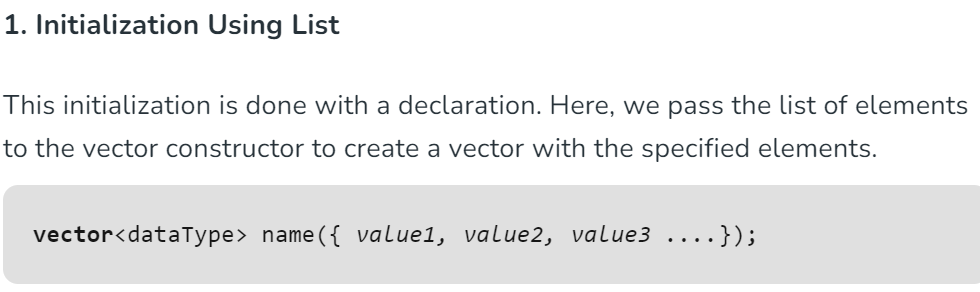 1. Initialization Using List
This initialization is done with a declaration. Here, we pass the list of elements
to the vector constructor to create a vector with the specified elements.
vector<dataType> name({ value1, value2, value3 ....});